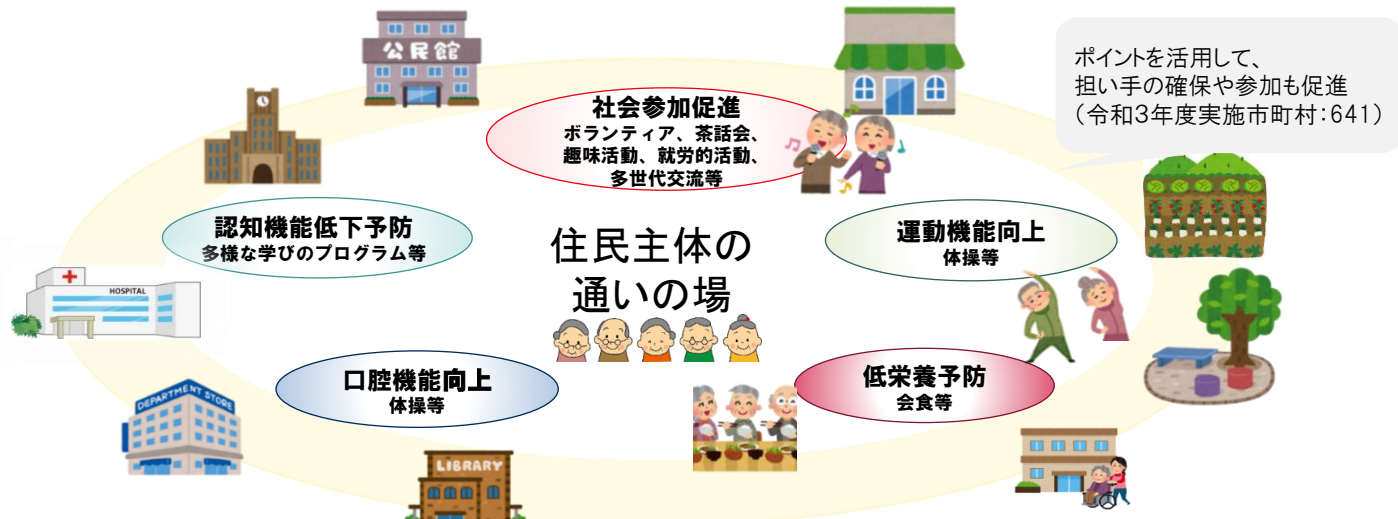 公民館
ポイントを活用して、
担い手の確保や参加も促進
（令和3年度実施市町村：641）
社会参加促進
ボランティア、茶話会、
趣味活動、就労的活動、
多世代交流等
認知機能低下予防
多様な学びのプログラム等
住民主体の
通いの場
運動機能向上
体操等
HOSPITAL
口腔機能向上
体操等
低栄養予防
会食等
DEPARTMENT STORE
LIBRARY